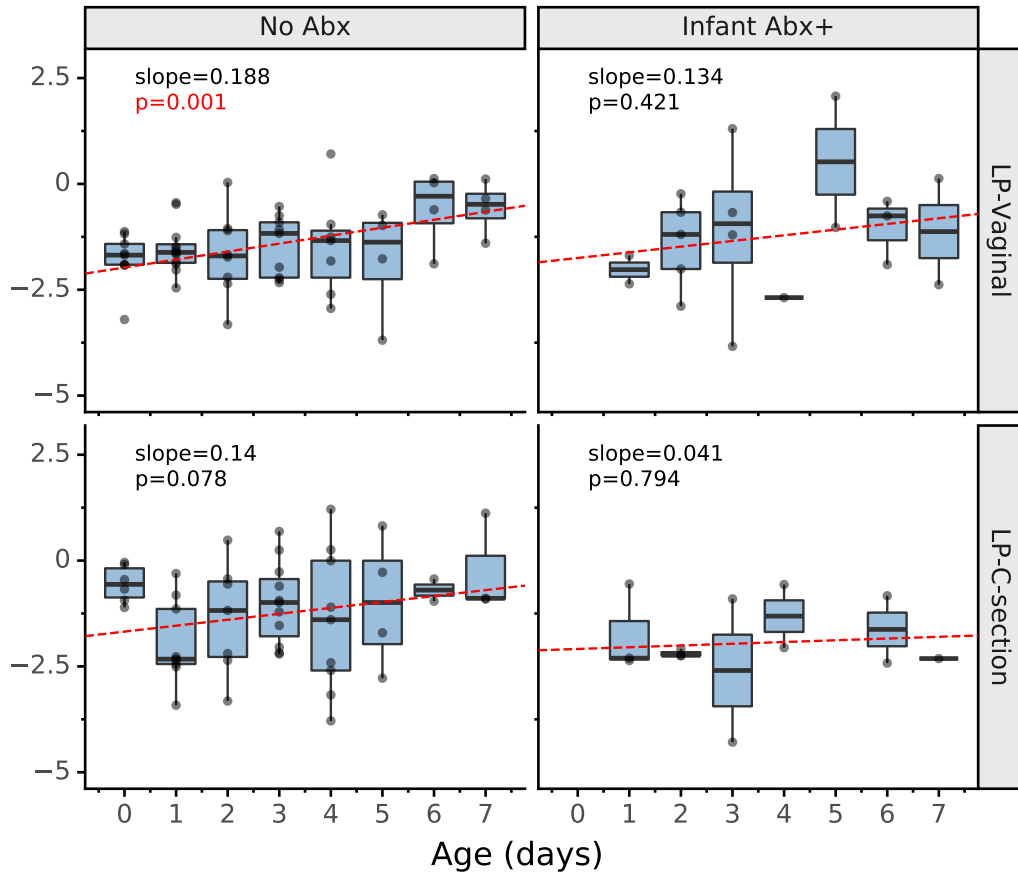 No Abx
Infant Abx+
2.5
0
−2.5
−5
slope=0.188
p=0.001
slope=0.134
p=0.421
LP-Vaginal
2.5
0
−2.5
−5
slope=0.14
p=0.078
slope=0.041
p=0.794
LP-C-section
0 1 2 3 4 5 6 7
0 1 2 3 4 5 6 7
Age (days)